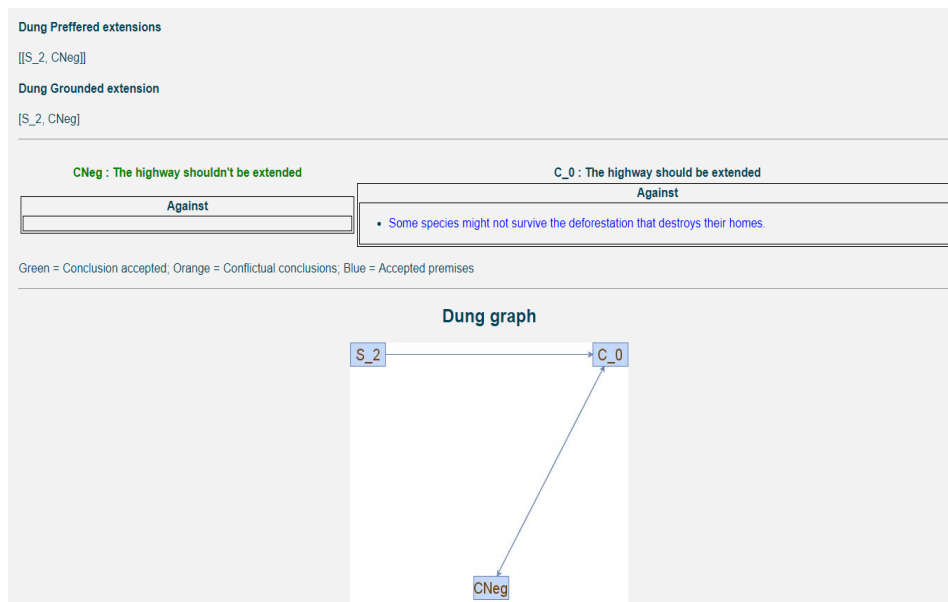 Dung Preffered extensions
[[S_2, CNeg]]
Dung Grounded extension
[S_2, CNeg]
CNeg : The highway shouldn't be extended
Against
C_0 : The highway should be extended
Against
• Some species might not survive the deforestation that destroys their homes.
Green = Conclusion accepted; Orange = Conflictual conclusions; Blue = Accepted premises
Dung graph
S_2
C_0
CNeg